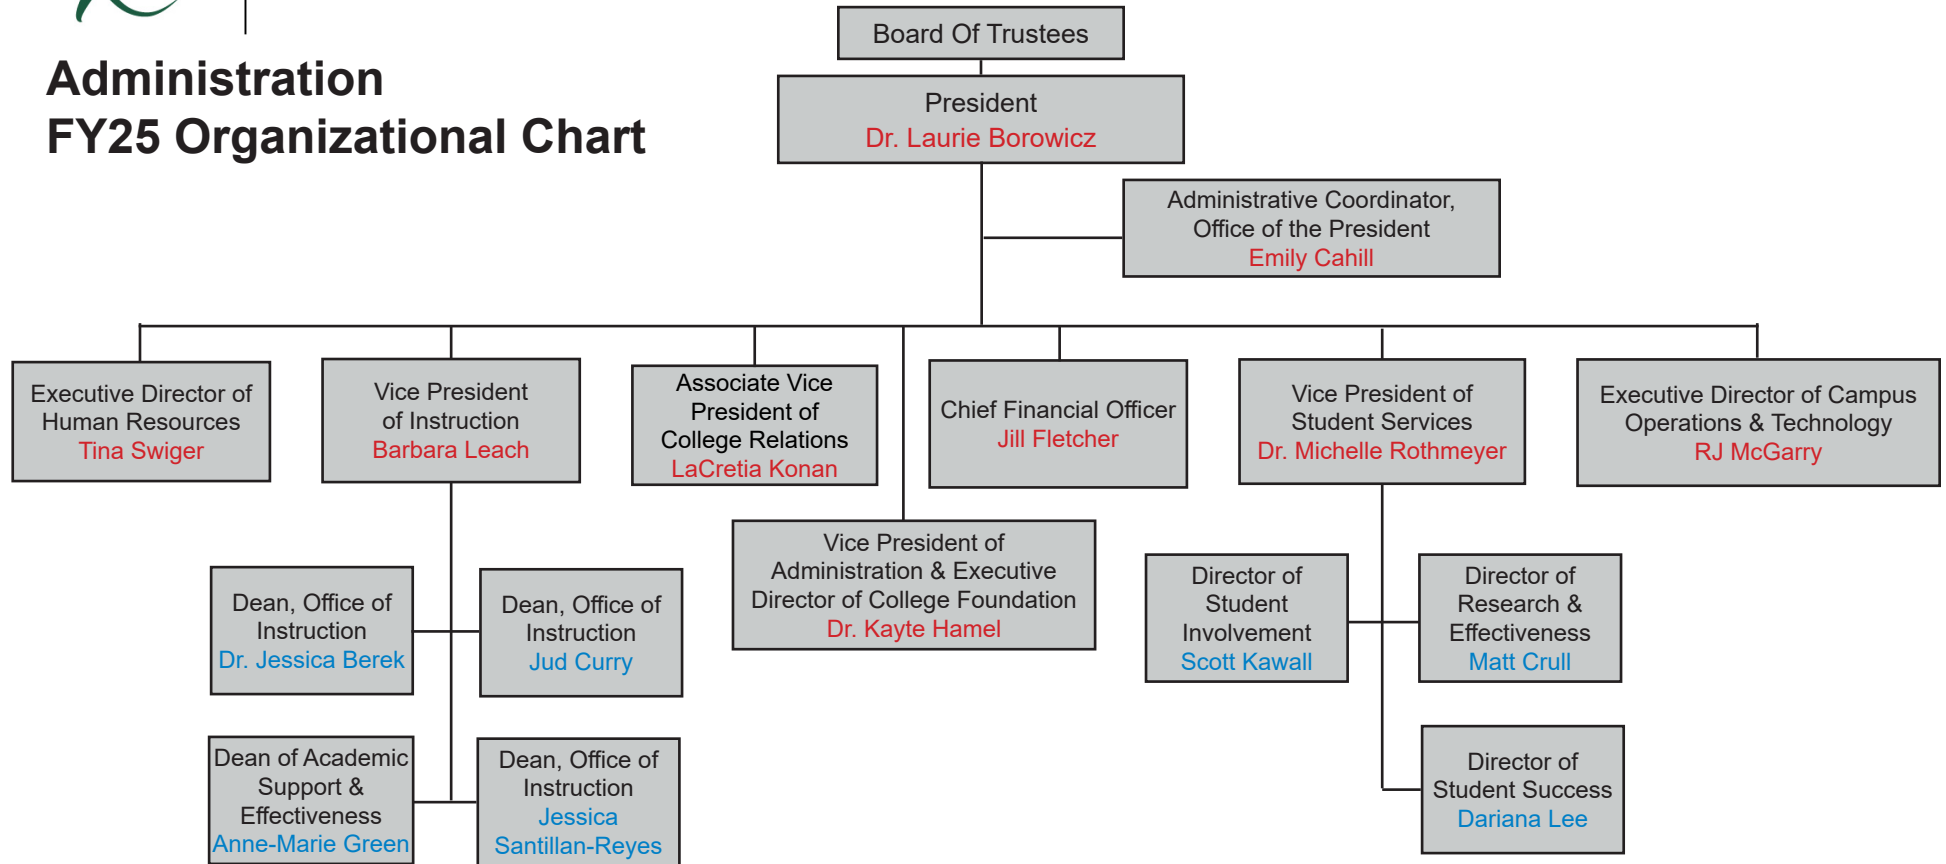 Administration
FY25 Organizational Chart
Board Of Trustees
President
Dr. Laurie Borowicz
Administrative Coordinator,
Office of the President
Emily Cahill
Executive Director of
Human Resources
Tina Swiger
Vice President
of Instruction
Barbara Leach
Associate Vice
President of
College Relations
LaCretia Konan
Chief Financial Officer
Jill Fletcher
Vice President of
Student Services
Dr. Michelle Rothmeyer
Executive Director of Campus
Operations & Technology
RJ McGarry
Vice President of
Administration & Executive
Director of College Foundation
Dr. Kayte Hamel
Dean, Office of
Instruction
Dr. Jessica Berek
Dean, Office of
Instruction
Jud Curry
Director of
Student
Involvement
Scott Kawall
Director of
Research &
Effectiveness
Matt Crull
Dean of Academic
Support &
Effectiveness
Anne-Marie Green
Dean, Office of
Instruction
Jessica
Santillan-Reyes
Director of
Student Success
Dariana Lee